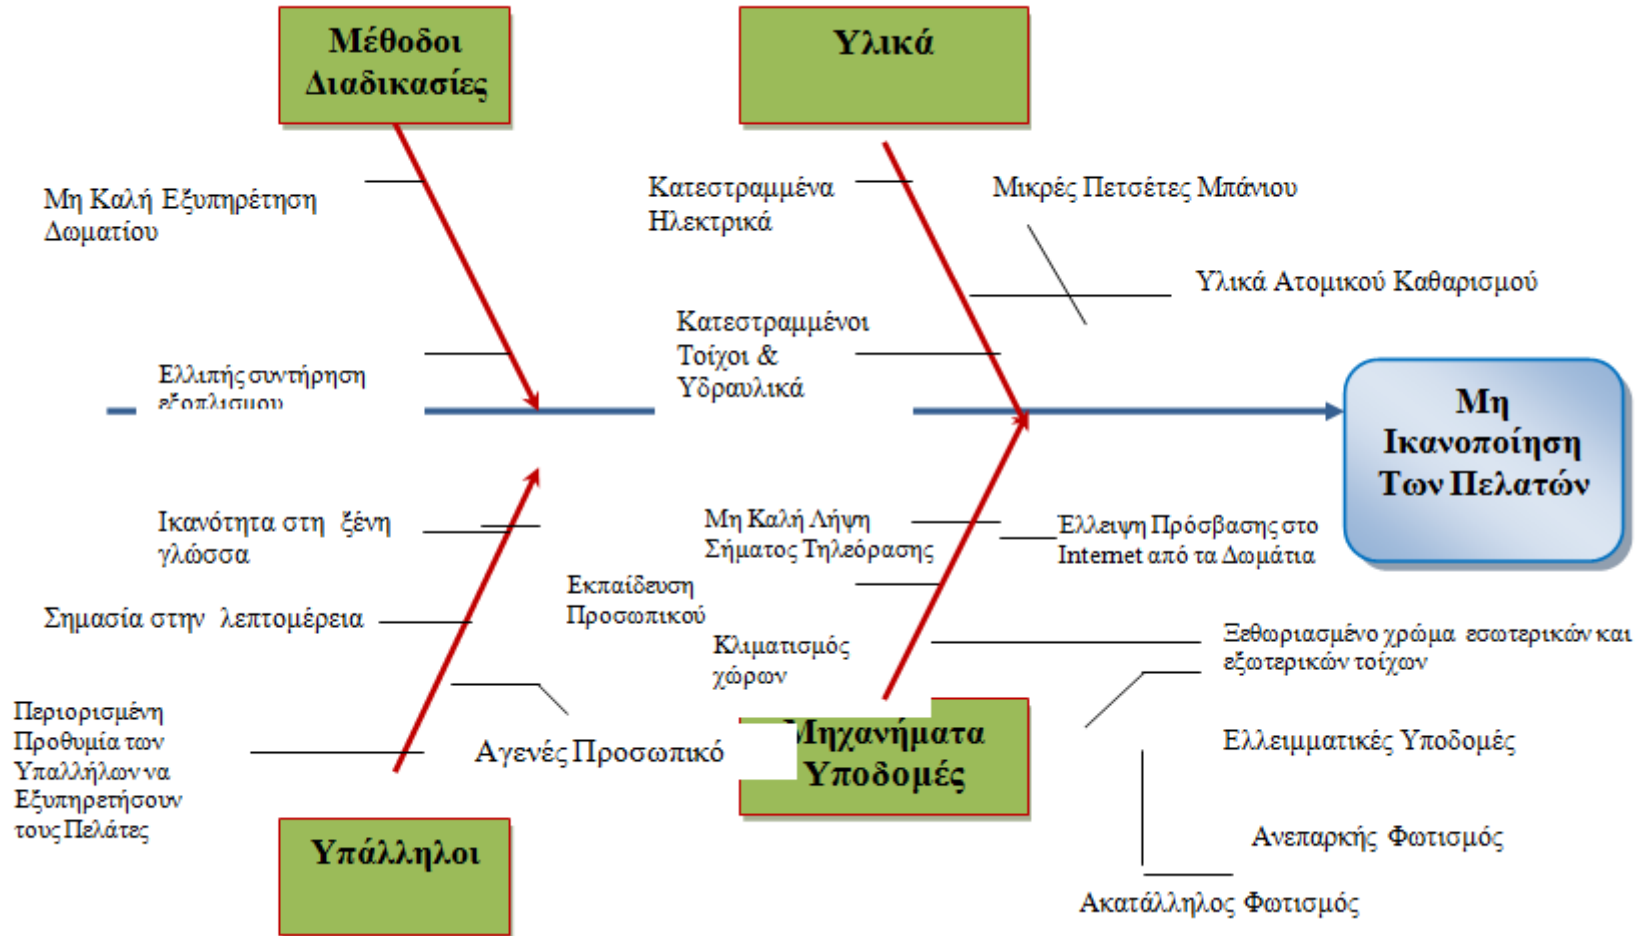 Μέθοδοι
Διαδικασίες
Υλικά
Μη Καλή Εξυπηρέτηση
Δωματίου
Κατεστραμμένα
Ηλεκτρικά
Μικρές Πετσέτες Μπάνιου
Υλικά Ατομικού Καθαρισμού
Κατεστραμμένοι
Τοίχοι &
Υδραυλικά
Ελλιπής συντήρηση
εξοπλισμου
Μη
Ικανοποίηση
Των Πελατών
Ικανότητα στη ξένη
γλώσσα
Μη Καλή Λήψη
Σήματος Τηλεόρασης
Έλλειψη Πρόσβασης στο
Internet από τα Δωμάτια
Εκπαίδευση
Προσωπικού
Σημασία στην λεπτομέρεια
Κλιματισμός
χώρων
Ξεθωριασμένο χρώμα εσωτερικών και
εξωτερικών τοίχων
Περιορισμένη
Προθυμία των
Υπαλλήλων να
Εξυπηρετήσουν
τους Πελάτες
Αγενές Προσωπικό
Μηχανήματα
Υποδομές
Ελλειμματικές Υποδομές
Υπάλληλοι
Ανεπαρκής Φωτισμός
Ακατάλληλος Φωτισμός